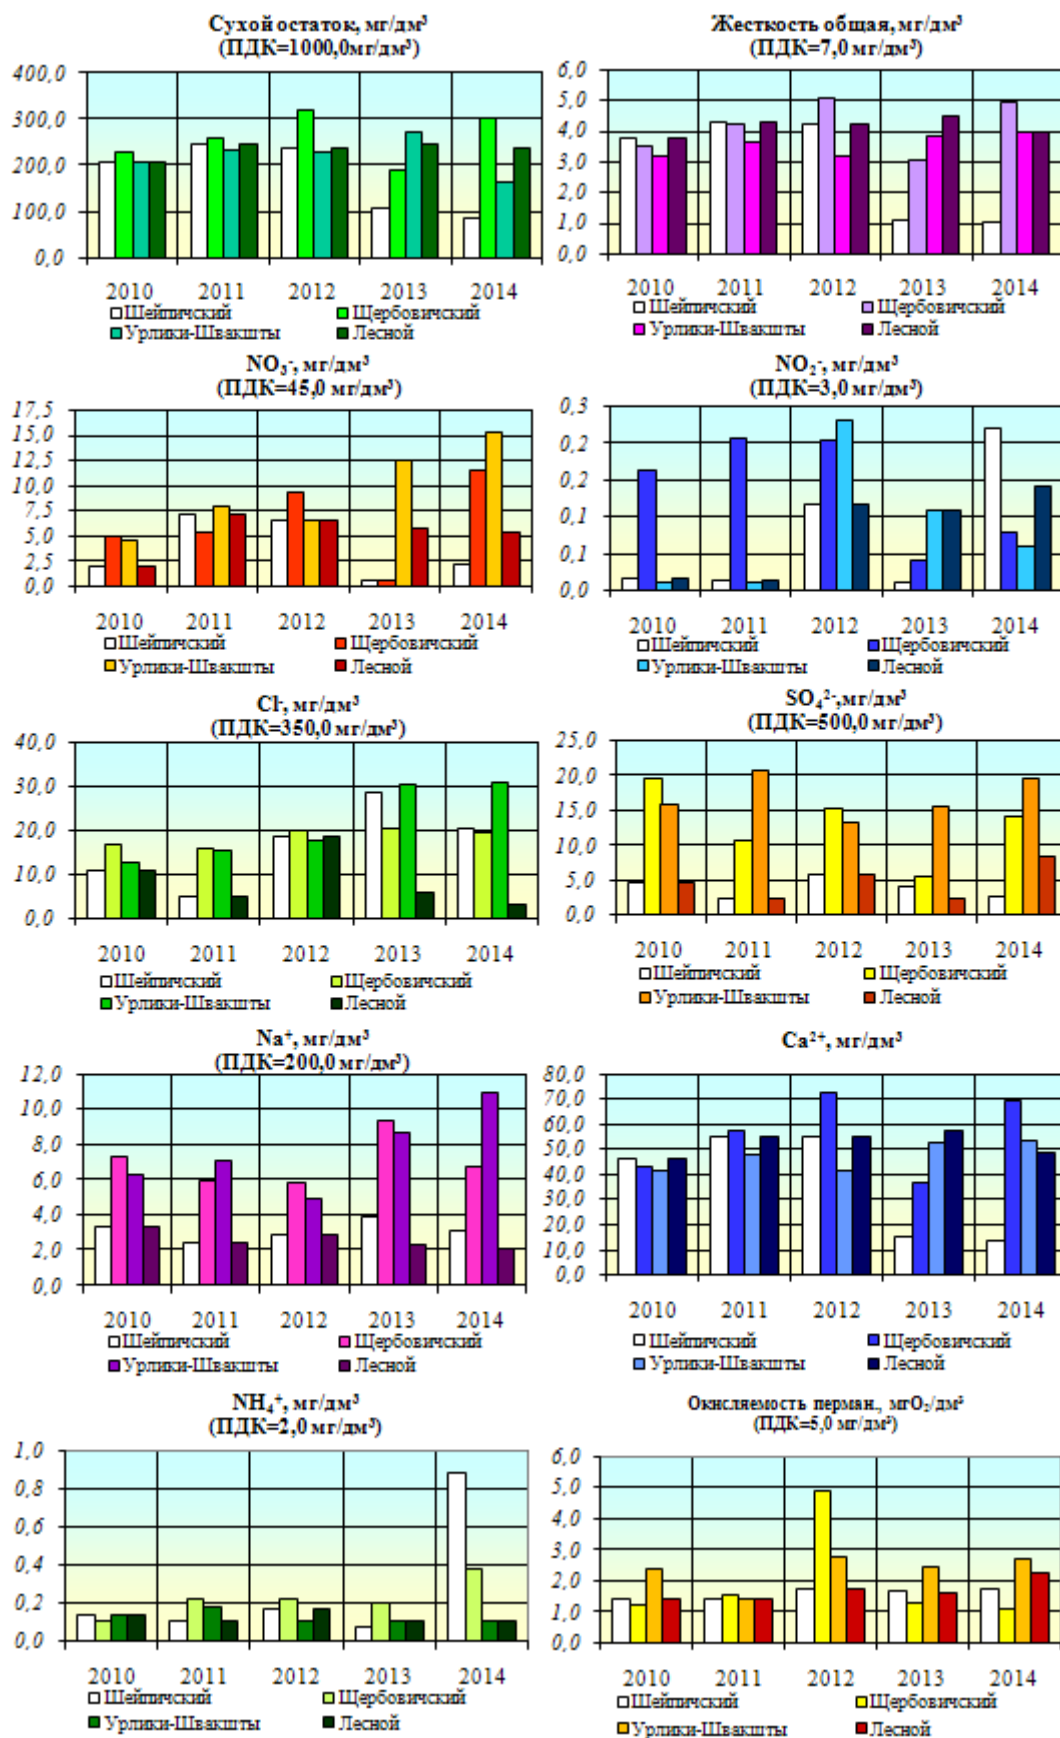 Сухой остаток, мг/дм³
(ПДК=1000,0мг/дм³)
400,0
300,0
200,0
100,0
0,0
2010 2011 2012 2013 2014
Шейпичский Щербовичский
Урлики-Швакшты Лесной
Жесткость общая, мг/дм³
(ПДК=7,0 мг/дм³)
6,0
5,0
4,0
3,0
2,0
1,0
0,0
2010 2011 2012 2013 2014
Шейпичский Щербовичский
Урлики-Швакшты Лесной
NO₃⁻, мг/дм³
(ПДК=45,0 мг/дм³)
17,5
15,0
12,5
10,0
7,5
5,0
2,5
0,0
2010 2011 2012 2013 2014
Шейпичский Щербовичский
Урлики-Швакшты Лесной
NO₂⁻, мг/дм³
(ПДК=3,0 мг/дм³)
0,3
0,2
0,2
0,1
0,1
0,0
2010 2011 2012 2013 2014
Шейпичский Щербовичский
Урлики-Швакшты Лесной
Cl⁻, мг/дм³
(ПДК=350,0 мг/дм³)
40,0
30,0
20,0
10,0
0,0
2010 2011 2012 2013 2014
Шейпичский Щербовичский
Урлики-Швакшты Лесной
SO₄²⁻,мг/дм³
(ПДК=500,0 мг/дм³)
25,0
20,0
15,0
10,0
5,0
0,0
2010 2011 2012 2013 2014
Шейпичский Щербовичский
Урлики-Швакшты Лесной
Na⁺, мг/дм³
(ПДК=200,0 мг/дм³)
12,0
10,0
8,0
6,0
4,0
2,0
0,0
2010 2011 2012 2013 2014
Шейпичский Щербовичский
Урлики-Швакшты Лесной
Ca²⁺, мг/дм³
80,0
70,0
60,0
50,0
40,0
30,0
20,0
10,0
0,0
2010 2011 2012 2013 2014
Шейпичский Щербовичский
Урлики-Швакшты Лесной
NH₄⁺, мг/дм³
(ПДК=2,0 мг/дм³)
1,0
0,8
0,6
0,4
0,2
0,0
2010 2011 2012 2013 2014
Шейпичский Щербовичский
Урлики-Швакшты Лесной
Окисляемость перман., мгО₂/дм³
(ПДК=5,0 мг/дм³)
6,0
5,0
4,0
3,0
2,0
1,0
0,0
2010 2011 2012 2013 2014
Шейпичский Щербовичский
Урлики-Швакшты Лесной